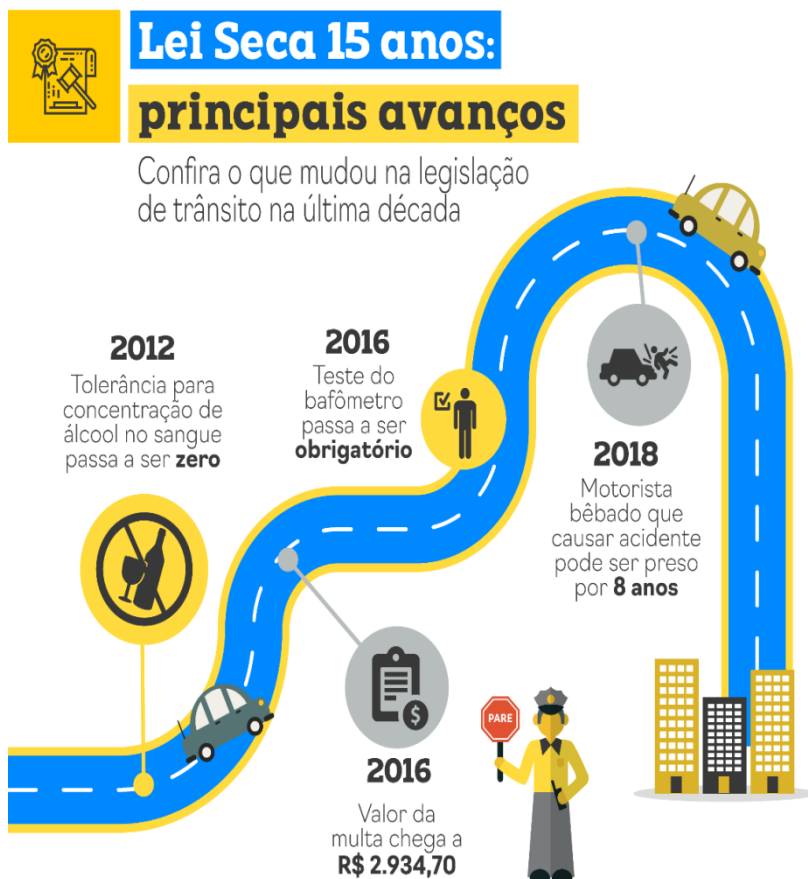 Lei Seca 15 anos:
principais avanços
Confira o que mudou na legislação
de trânsito na última década
2012
Tolerância para
concentração de
álcool no sangue
passa a ser zero
2016
Teste do
bafômetro
passa a ser
obrigatório
2018
Motorista
bêbado que
causar acidente
pode ser preso
por 8 anos
$
2016
Valor da
multa chega a
R$ 2.934,70
PARE